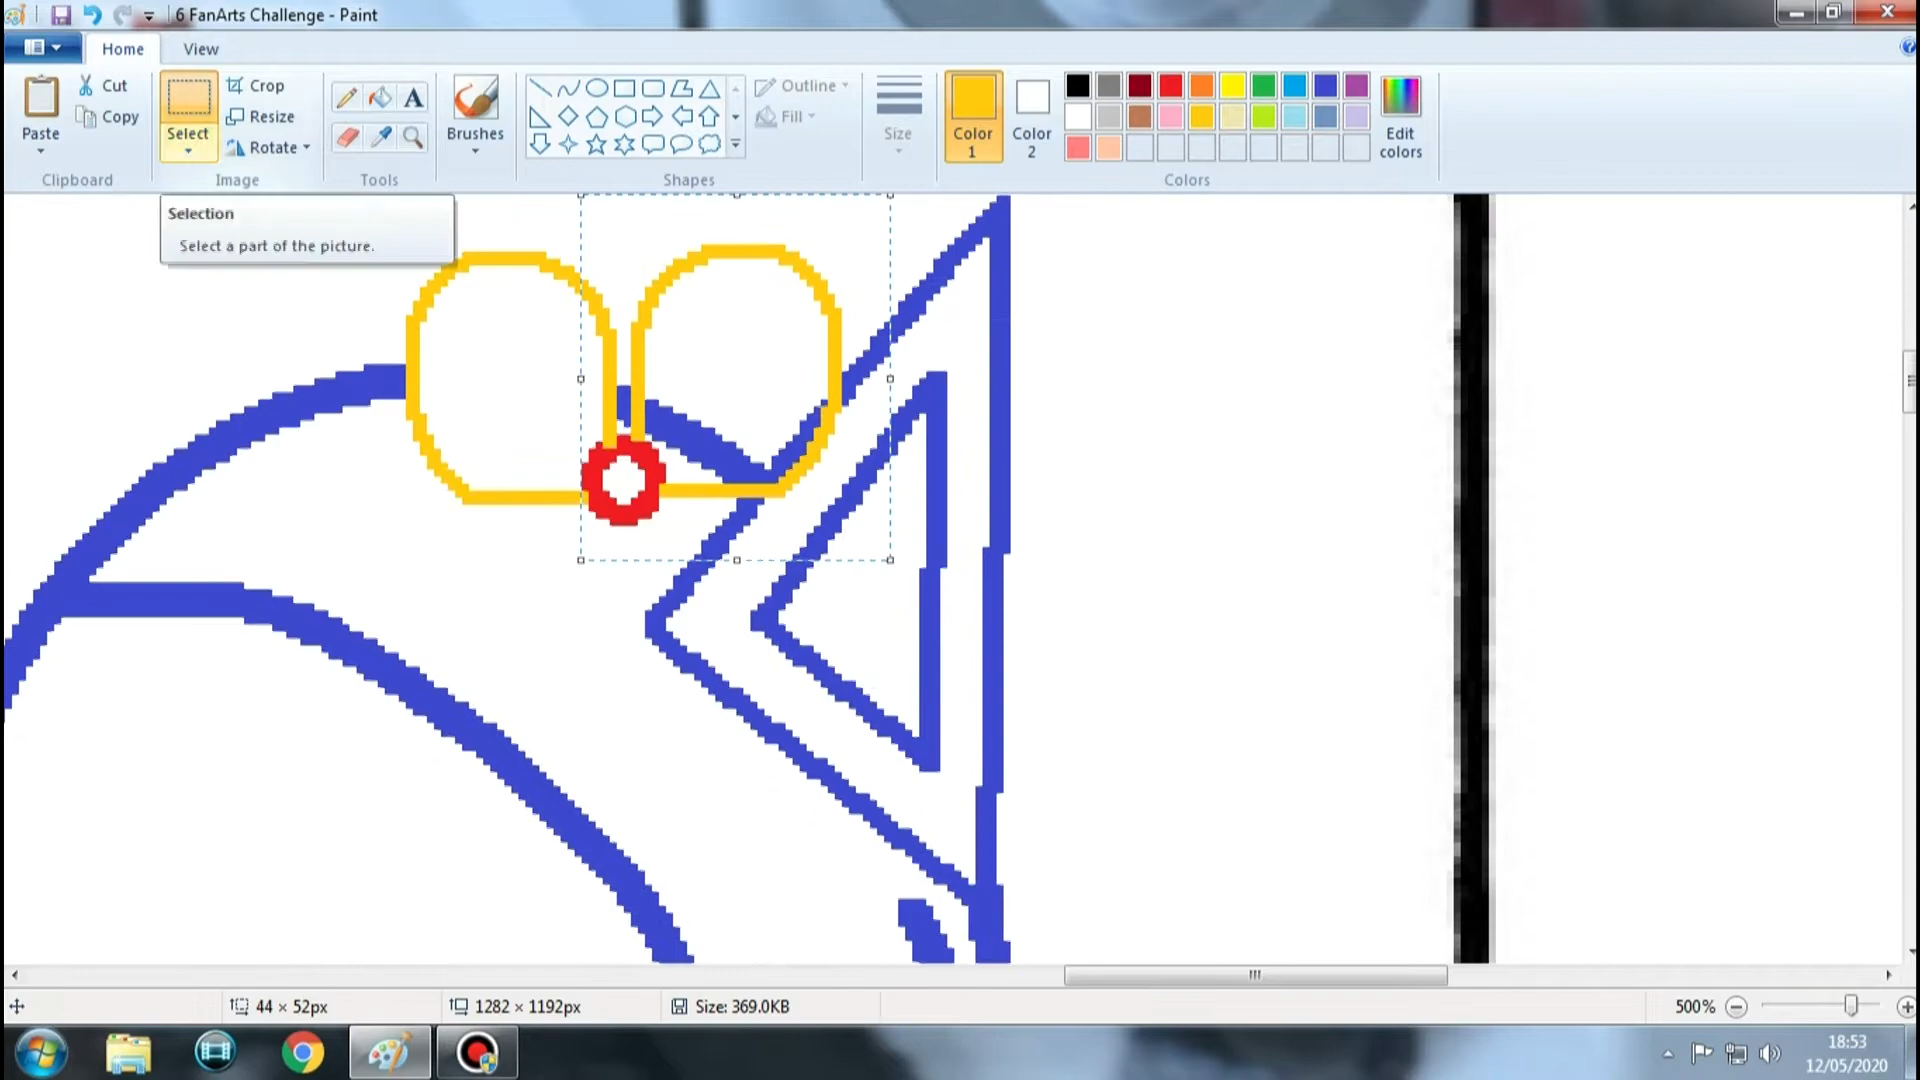 6 FanArts Challenge - Paint
Home View
Paste
Cut
Copy
Clipboard
Select
Crop
Resize
Rotate
Image
A
Tools
Brushes
Shapes
Outline
Fill
Size
Color 1
Color 2
Edit colors
Colors
Selection
Select a part of the picture.
44 × 52px
1282 × 1192px
Size: 369.0KB
500%
18:53
12/05/2020